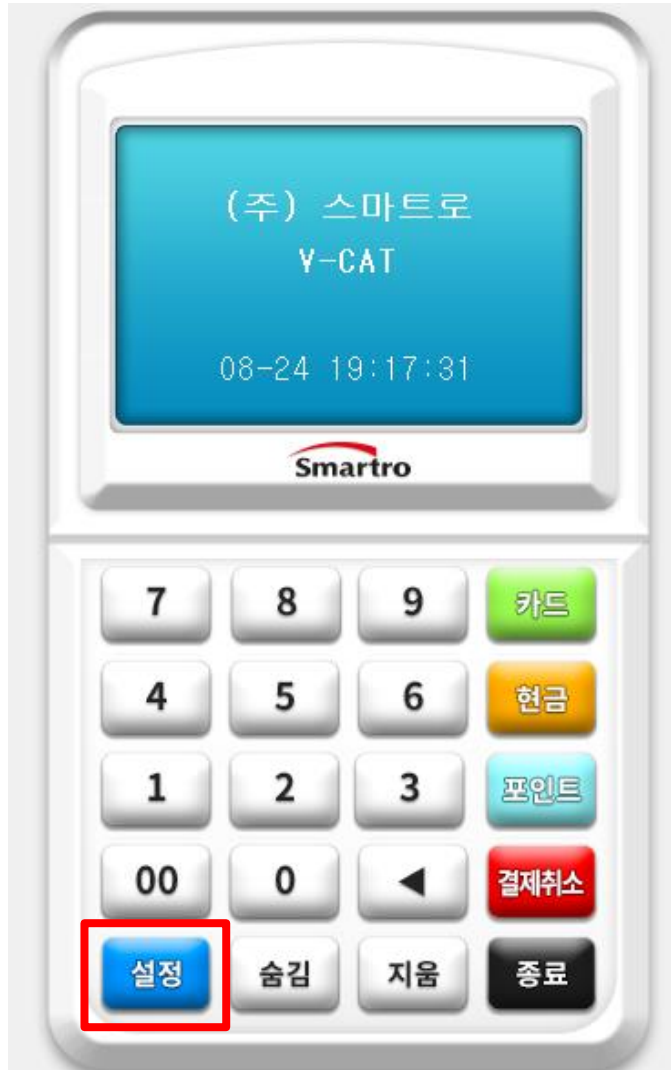 (주) 스마트로
V-CAT
08-24 19:17:31
Smartro
7 8 9 카드
4 5 6 현금
1 2 3 포인트
00 0 ◀ 결제취소
설정 숨김 지움 종료